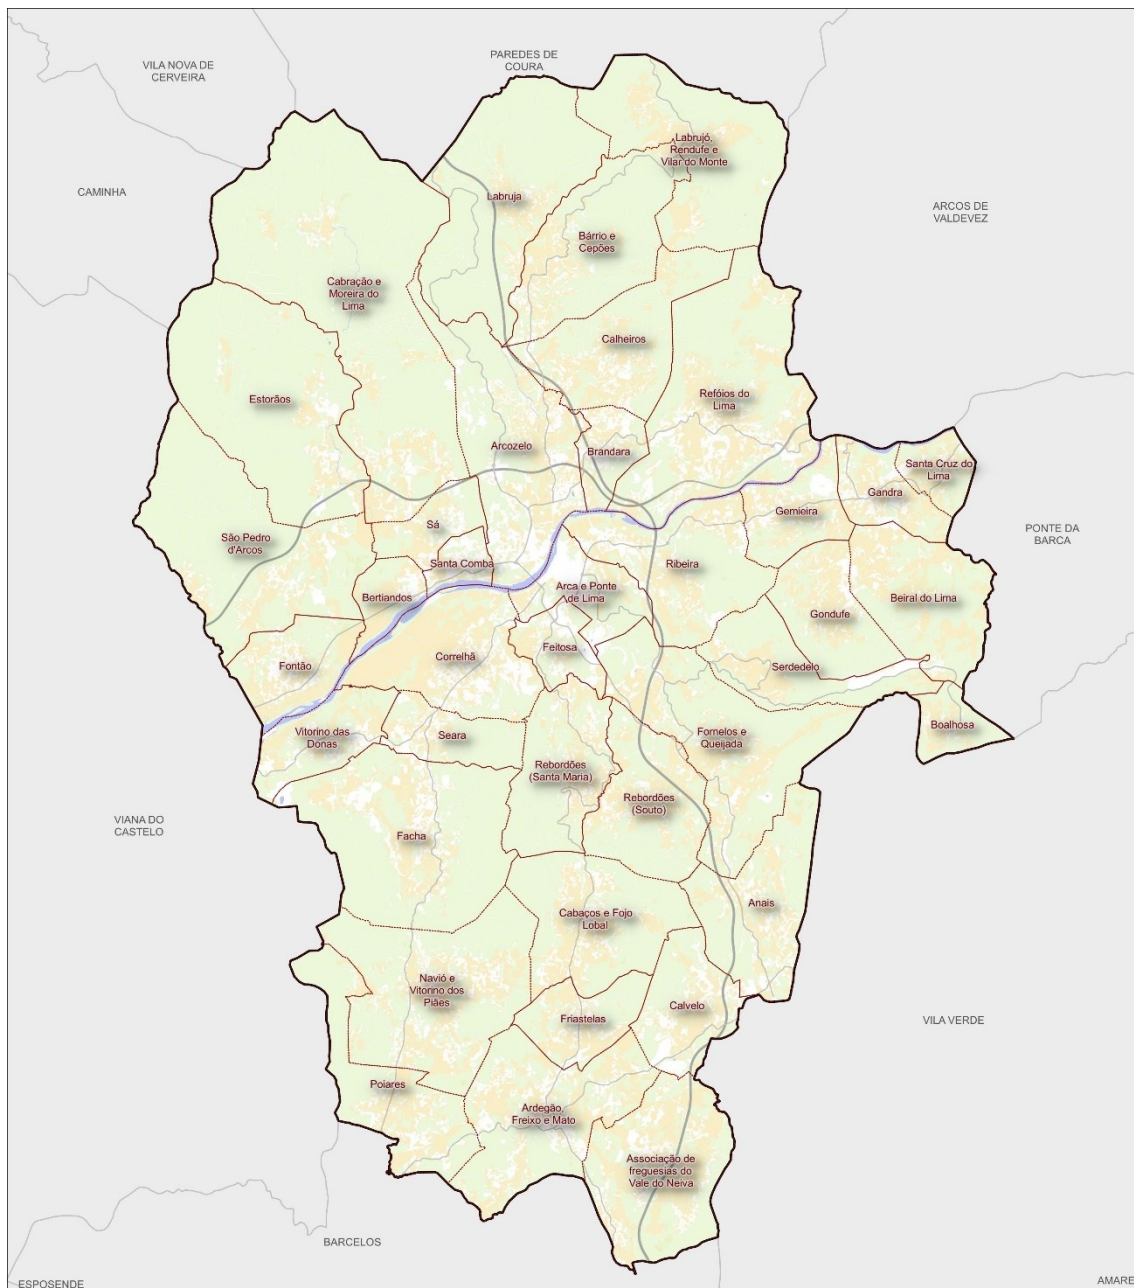 PAREDES DE
COURA
VILA NOVA DE
CERVEIRA
CAMINHA
ARCOS DE
VALDEVEZ
Labrujó,
Rendufe e
Vilar do Monte
Labruja
Bárrio e
Cepões
Cabração e
Moreira do
Lima
Calheiros
Estorãos
Refóios do
Lima
Arcozelo
Brandara
Santa Cruz do
Lima
Gandra
Gemieira
Sá
São Pedro
d'Arcos
PONTE DA
BARCA
Santa Comba
Ribeira
Arca e Ponte
de Lima
Bertiandos
Beiral do Lima
Gondufe
Feitosa
Correlhã
Fontão
Serdedelo
Boalhosa
Vitorino das
Donas
Seara
Fornelos e
Queijada
Rebordões
(Santa Maria)
Rebordões
(Souto)
VIANA DO
CASTELO
Facha
Anais
Cabaços e Fojo
Lobal
Navió e
Vitorino dos
Piães
Calvelo
Friastelas
VILA VERDE
Poiares
Ardegão,
Freixo e Mato
Associação de
freguesias do
Vale do Neiva
BARCELOS
ESPOSENDE
AMARE